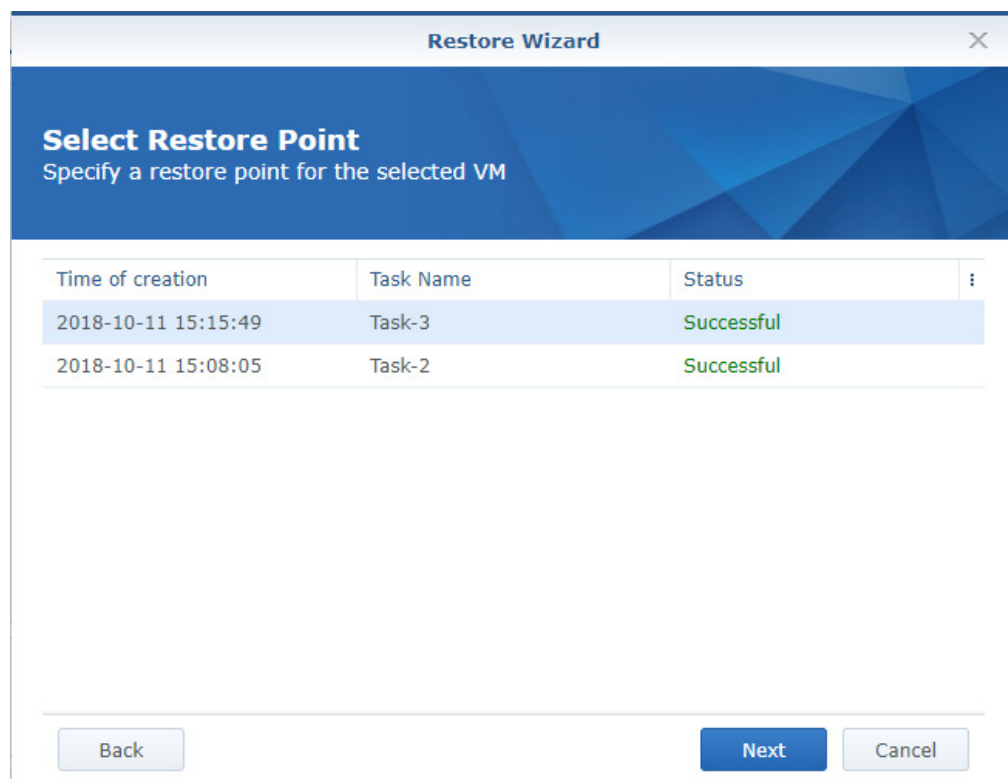 Restore Wizard
Select Restore Point
Specify a restore point for the selected VM
Time of creation Task Name Status
2018-10-11 15:15:49 Task-3 Successful
2018-10-11 15:08:05 Task-2 Successful
Back Next Cancel